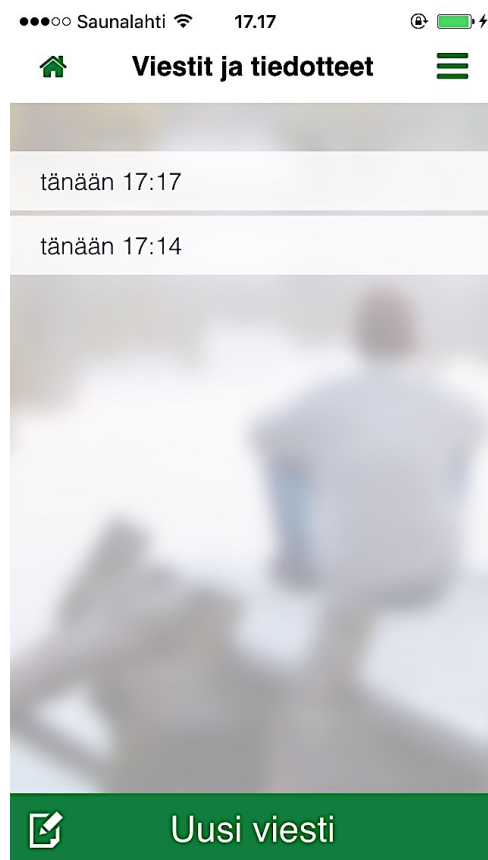 Saunalahti 17.17
Viestit ja tiedotteet
tänään 17:17
tänään 17:14
Uusi viesti